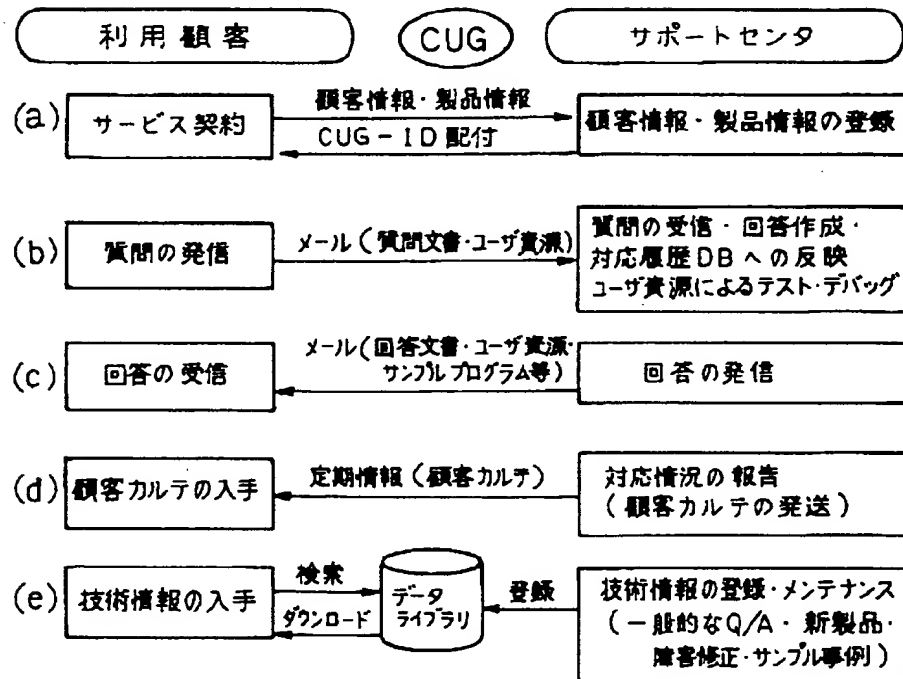 利用顧客 CUG サポートセンタ
(a) サービス契約 顧客情報・製品情報 顧客情報・製品情報の登録
CUG-ID配付
(b) 質問の発信 メール(質問文書・ユーザ資源) 質問の受信・回答作成・
対応履歴DBへの反映
ユーザ資源によるテスト・デバッグ
(c) 回答の受信 メール(回答文書・ユーザ資源・
サンプルプログラム等) 回答の発信
(d) 顧客カルテの入手 定期情報(顧客カルテ) 対応情況の報告
(顧客カルテの発送)
(e) 技術情報の入手 検索 データ
ライブラリ 登録 技術情報の登録・メンテナンス
ダウンロード (一般的なQ/A・新製品・
障害修正・サンプル事例)